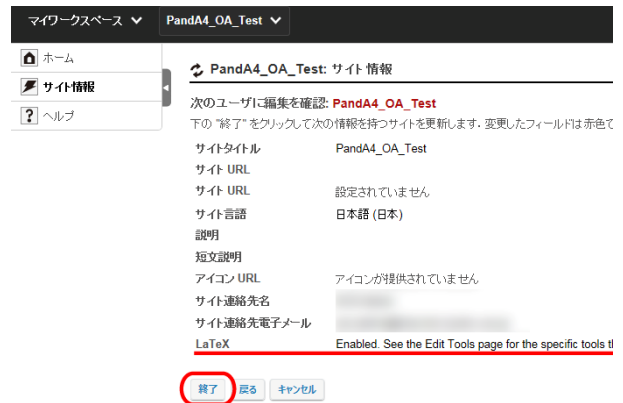 マイワークスペース PandA4_OA_Test
ホーム
サイト情報
? ヘルプ
PandA4_OA_Test: サイト情報
次のユーザに編集を確認: PandA4_OA_Test
下の "終了" をクリックして次の情報を持つサイトを更新します. 変更したフィールドは赤色で
サイトタイトル PandA4_OA_Test
サイト URL
サイト URL 設定されていません
サイト言語 日本語 (日本)
説明
短文説明
アイコン URL アイコンが提供されていません
サイト連絡先名
サイト連絡先電子メール
LaTeX Enabled. See the Edit Tools page for the specific tools
終了 戻る キャンセル